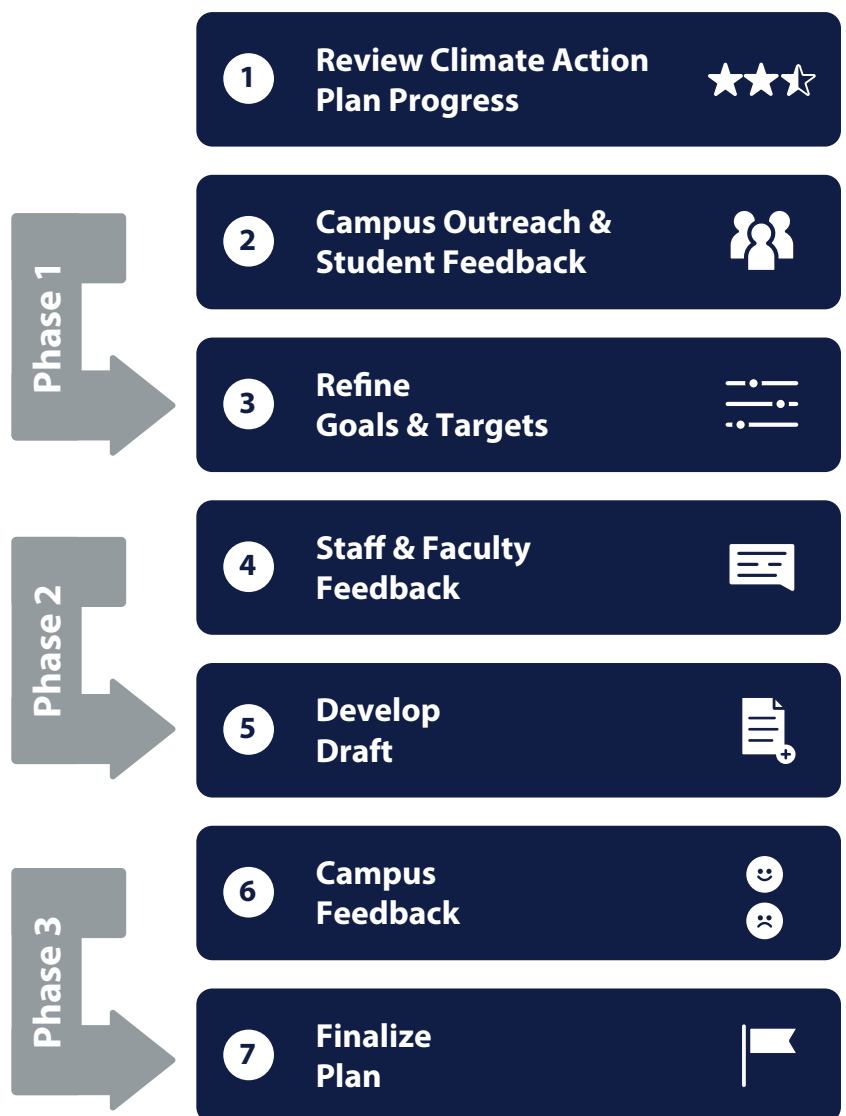 1
Review Climate Action
Plan Progress
Phase 1
2
Campus Outreach &
Student Feedback
3
Refine
Goals & Targets
Phase 2
4
Staff & Faculty
Feedback
5
Develop
Draft
Phase 3
6
Campus
Feedback
7
Finalize
Plan